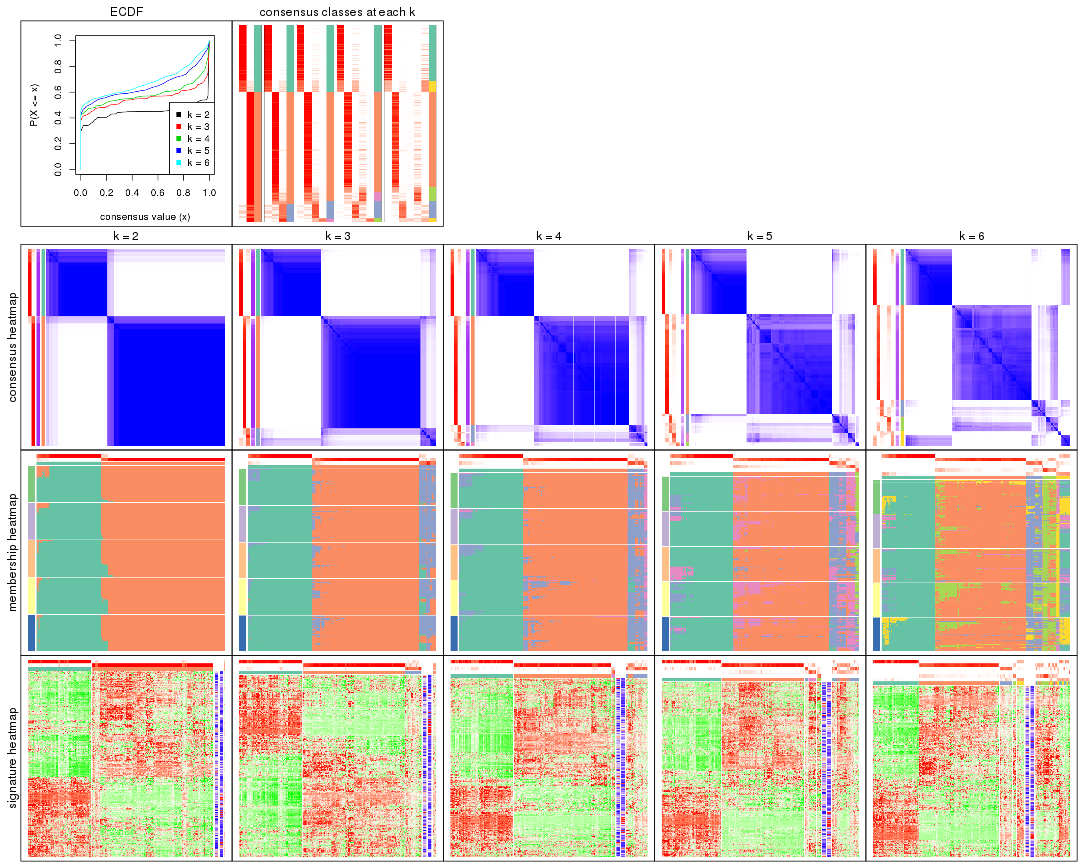 ECDF
consensus classes at each k
P(X <= x)
0.0 0.2 0.4 0.6 0.8 1.0
k = 2
k = 3
k = 4
k = 5
k = 6
0.0 0.2 0.4 0.6 0.8 1.0
consensus value (x)
k = 2
k = 3
k = 4
k = 5
k = 6
consensus heatmap
membership heatmap
signature heatmap